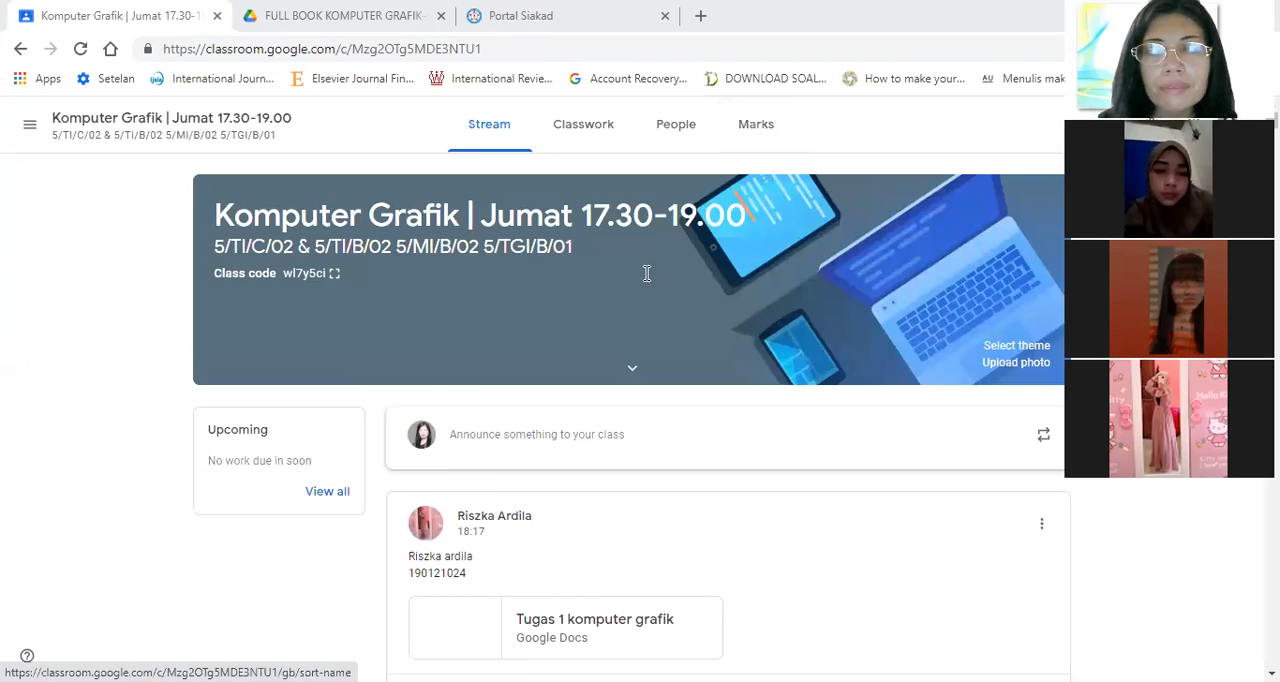 Komputer Grafik | Jumat 17.30-1
FULL BOOK KOMPUTER GRAFIK-
Portal Siakad
https://classroom.google.com/c/Mzg2OTg5MDE3NTU1
Apps
Setelan
International Journ...
Elsevier Journal Fin...
International Revie...
Account Recovery...
DOWNLOAD SOAL...
How to make your...
Menulis mak
Komputer Grafik | Jumat 17.30-19.00
5/TI/C/02 & 5/TI/B/02 5/MI/B/02 5/TGI/B/01
Stream
Classwork
People
Marks
Komputer Grafik | Jumat 17.30-19.00
5/TI/C/02 & 5/TI/B/02 5/MI/B/02 5/TGI/B/01
Class code wl7y5ci
Select theme
Upload photo
Upcoming
No work due in soon
View all
Announce something to your class
Riszka Ardila
18:17
Riszka ardila
190121024
Tugas 1 komputer grafik
Google Docs
https://classroom.google.com/c/Mzg2OTg5MDE3NTU1/gb/sort-name